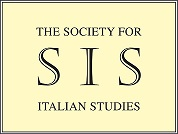 THE SOCIETY FOR
SIS
ITALIAN STUDIES